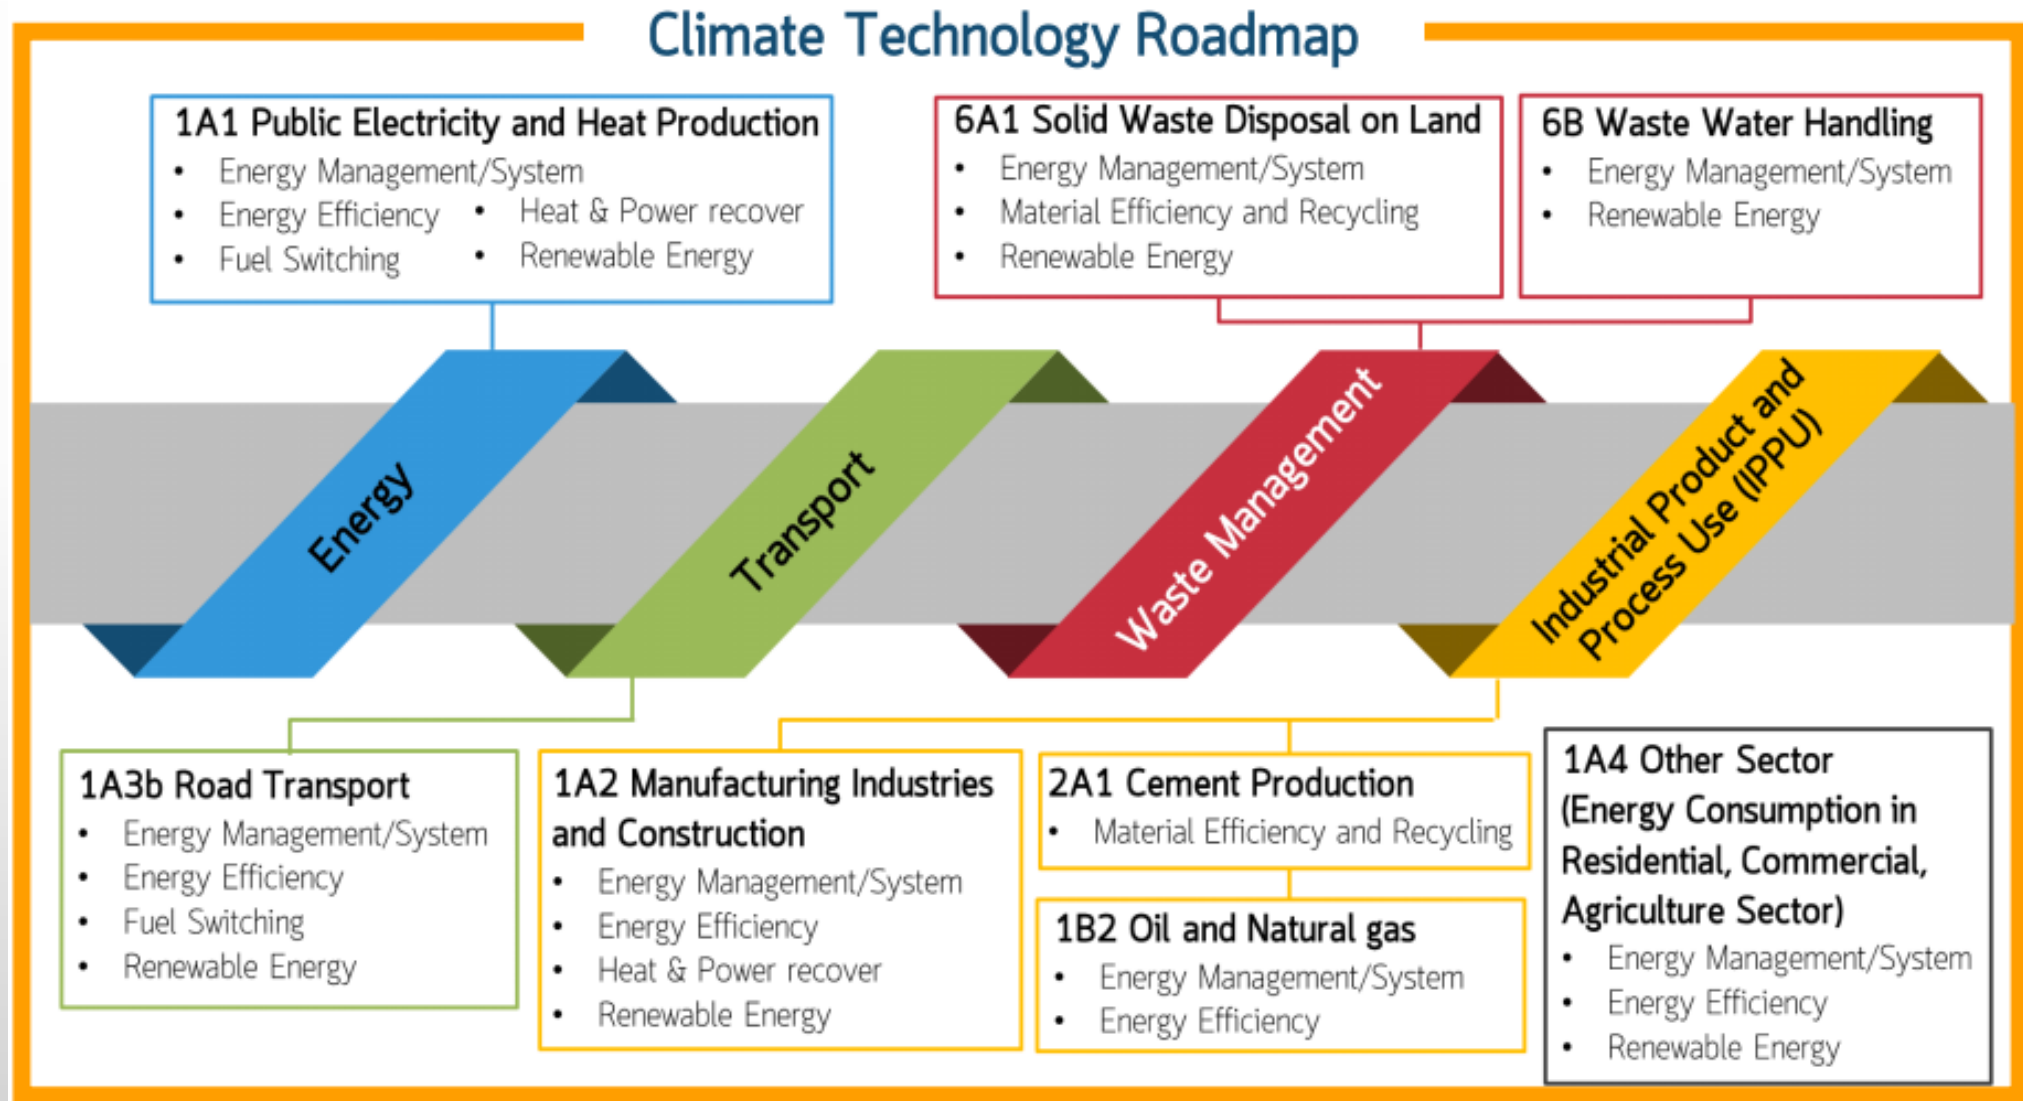 Climate Technology Roadmap
1A1 Public Electricity and Heat Production
• Energy Management/System
• Energy Efficiency
• Fuel Switching
• Heat & Power recover
• Renewable Energy
6A1 Solid Waste Disposal on Land
• Energy Management/System
• Material Efficiency and Recycling
• Renewable Energy
6B Waste Water Handling
• Energy Management/System
• Renewable Energy
Energy
Transport
Waste Management
Industrial Product and
Process Use (IPPU)
1A3b Road Transport
• Energy Management/System
• Energy Efficiency
• Fuel Switching
• Renewable Energy
1A2 Manufacturing Industries
and Construction
• Energy Management/System
• Energy Efficiency
• Heat & Power recover
• Renewable Energy
2A1 Cement Production
• Material Efficiency and Recycling
1B2 Oil and Natural gas
• Energy Management/System
• Energy Efficiency
1A4 Other Sector
(Energy Consumption in
Residential, Commercial,
Agriculture Sector)
• Energy Management/System
• Energy Efficiency
• Renewable Energy